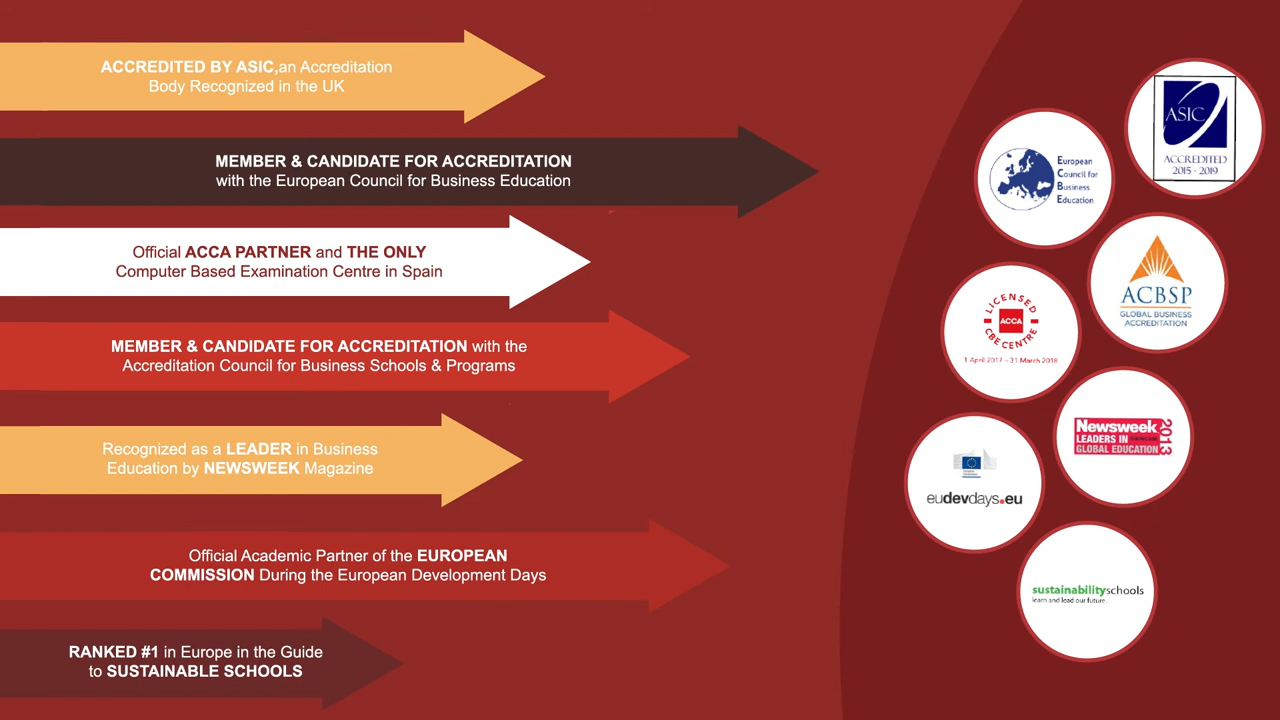 ACCREDITED BY ASIC,an Accreditation
Body Recognized in the UK
MEMBER & CANDIDATE FOR ACCREDITATION
with the European Council for Business Education
Official ACCA PARTNER and THE ONLY
Computer Based Examination Centre in Spain
MEMBER & CANDIDATE FOR ACCREDITATION with the
Accreditation Council for Business Schools & Programs
Recognized as a LEADER in Business
Education by NEWSWEEK Magazine
Official Academic Partner of the EUROPEAN
COMMISSION During the European Development Days
RANKED #1 in Europe in the Guide
to SUSTAINABLE SCHOOLS
ASIC
ACCREDITED
2015 - 2019
European
Council for
Business
Education
ACBSP
GLOBAL BUSINESS
ACCREDITATION
LICENSED
ACCA
CBE CENTRE
1 April 2017 – 31 March 2018
Newsweek
LEADERS IN
GLOBAL EDUCATION
2013
eudevdays.eu
sustainabilityschools
learn and lead our future.